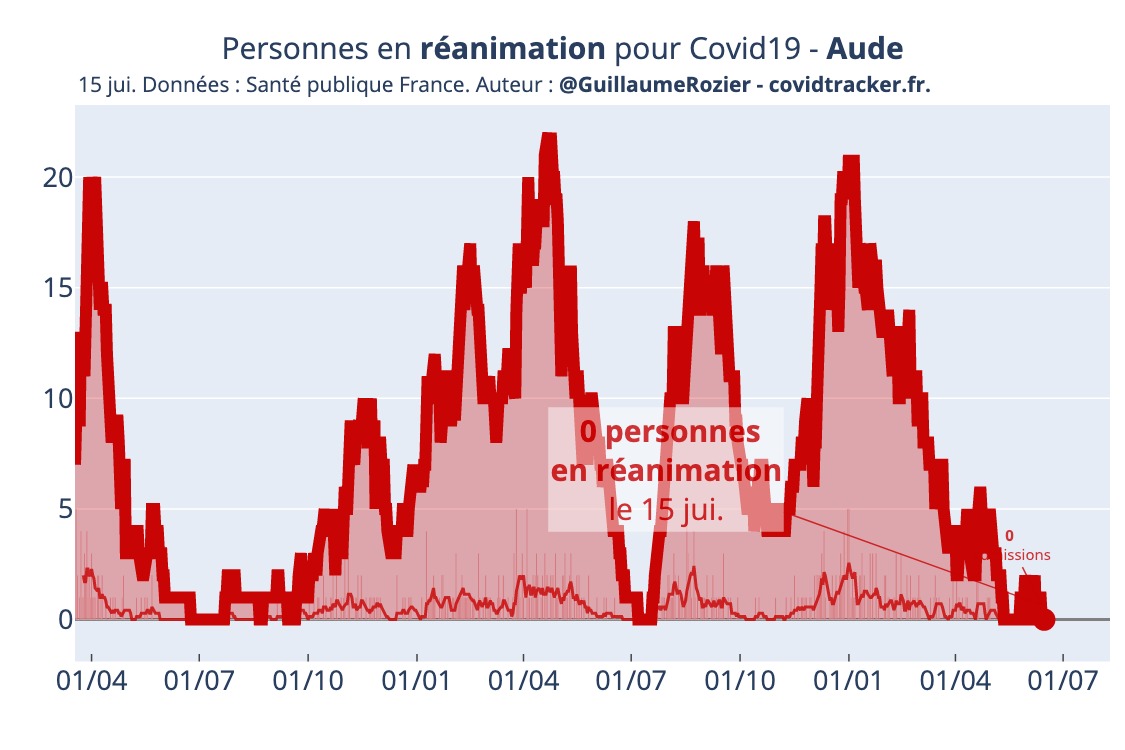 Personnes en réanimation pour Covid19 - Aude
15 jui. Données : Santé publique France. Auteur : @GuillaumeRozier - covidtracker.fr.
20
15
10
5
0
0 personnes
en réanimation
le 15 jui.
0
01/04 01/07 01/10 01/01 01/04 01/07 01/10 01/01 01/04 01/07